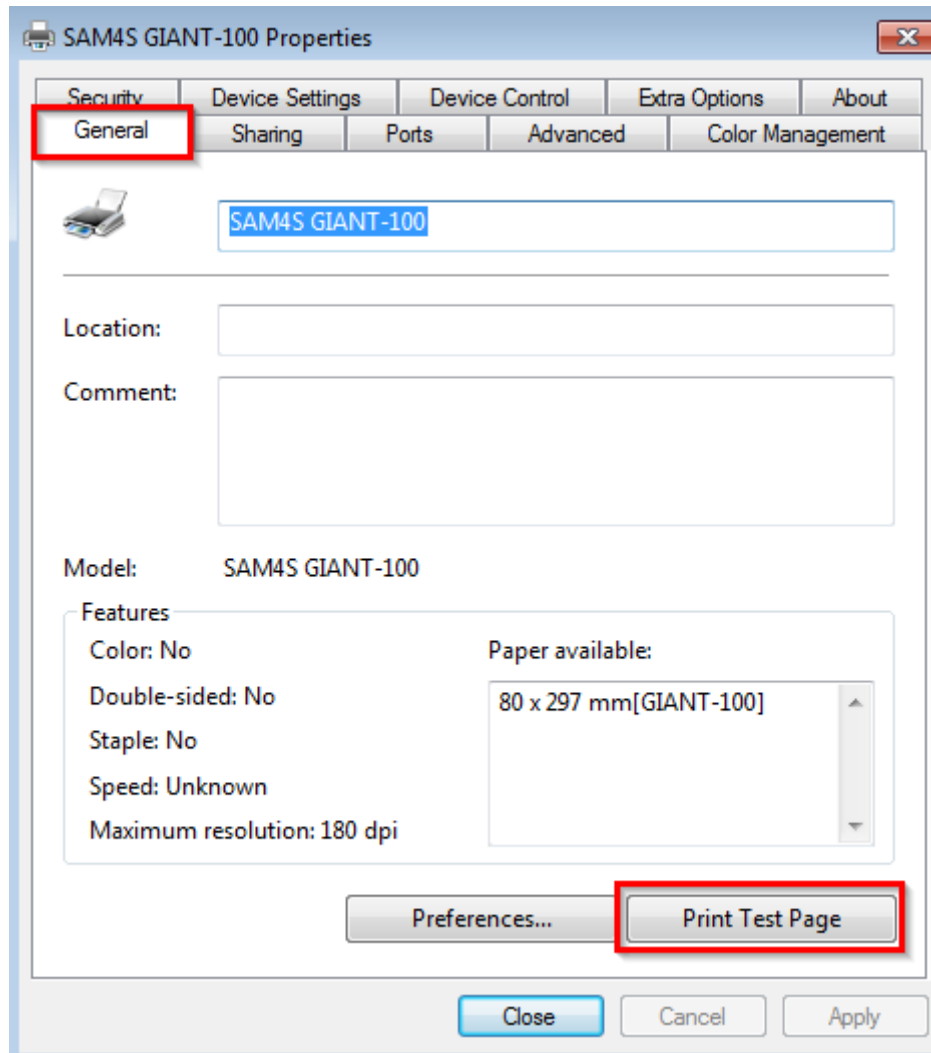 SAM4S GIANT-100 Properties
Security Device Settings Device Control Extra Options About
General Sharing Ports Advanced Color Management
SAM4S GIANT-100
Location:
Comment:
Model: SAM4S GIANT-100
Features
Color: No
Paper available:
Double-sided: No
80 x 297 mm[GIANT-100]
Staple: No
Speed: Unknown
Maximum resolution: 180 dpi
Preferences... Print Test Page
Close Cancel Apply